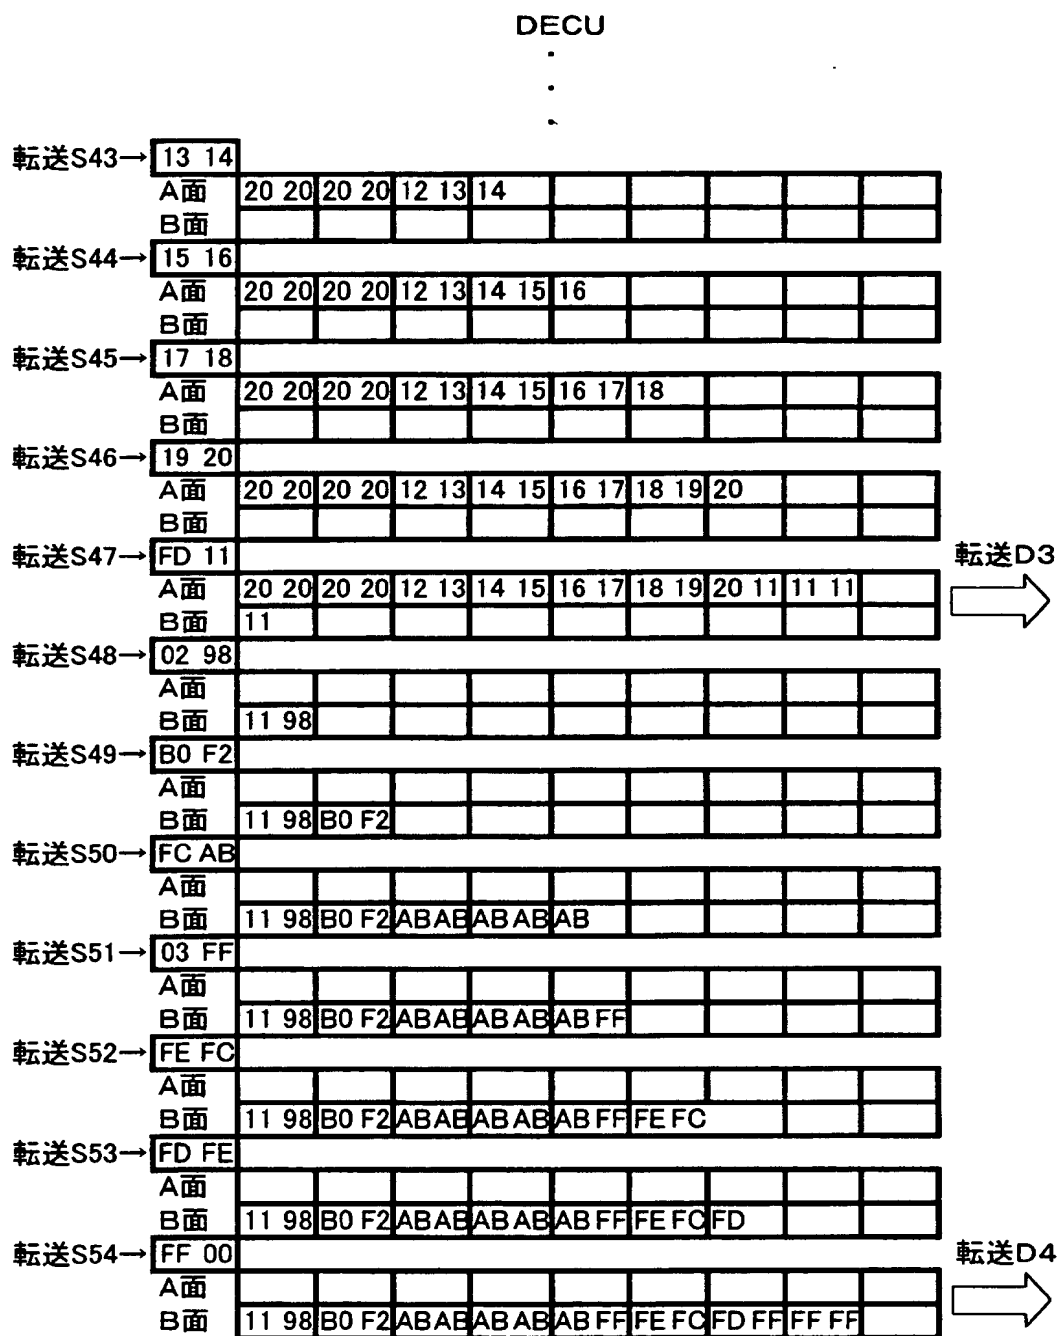 DECU
転送S43→ 13 14
A面 20 20 20 20 12 13 14
B面
転送S44→ 15 16
A面 20 20 20 20 12 13 14 15 16
B面
転送S45→ 17 18
A面 20 20 20 20 12 13 14 15 16 17 18
B面
転送S46→ 19 20
A面 20 20 20 20 12 13 14 15 16 17 18 19 20
B面
転送S47→ FD 11 転送D3
A面 20 20 20 20 12 13 14 15 16 17 18 19 20 11 11 11
B面 11
転送S48→ 02 98
A面
B面 11 98
転送S49→ B0 F2
A面
B面 11 98 B0 F2
転送S50→ FC AB
A面
B面 11 98 B0 F2 AB AB AB AB AB
転送S51→ 03 FF
A面
B面 11 98 B0 F2 AB AB AB AB AB FF
転送S52→ FE FC
A面
B面 11 98 B0 F2 AB AB AB AB AB FF FE FC
転送S53→ FD FE
A面
B面 11 98 B0 F2 AB AB AB AB AB FF FE FC FD
転送S54→ FF 00 転送D4
A面
B面 11 98 B0 F2 AB AB AB AB AB FF FE FC FD FF FF FF